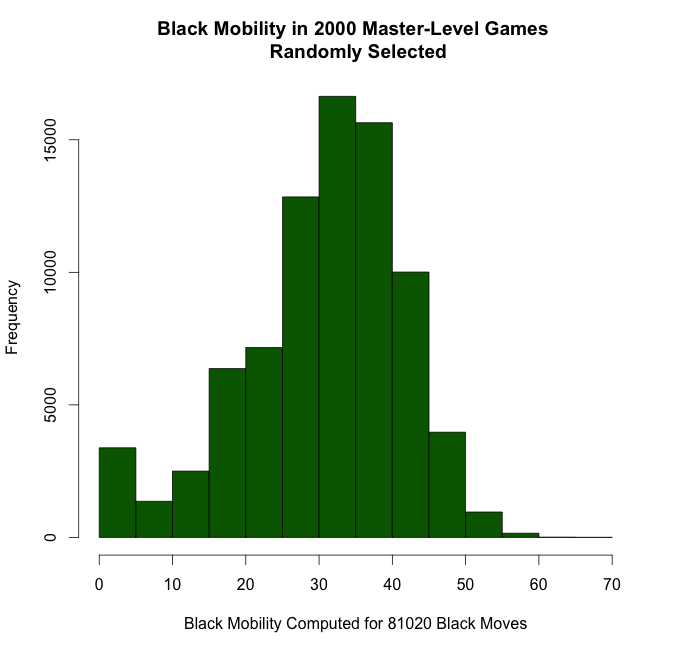 Black Mobility in 2000 Master-Level Games
Randomly Selected
Frequency
15000
10000
5000
0
0 10 20 30 40 50 60 70
Black Mobility Computed for 81020 Black Moves